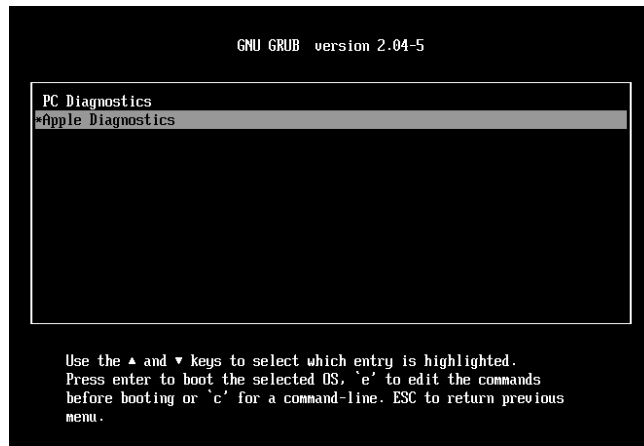 GNU GRUB  version 2.04-5
PC Diagnostics
*Apple Diagnostics
Use the ▲ and ▼ keys to select which entry is highlighted.
Press enter to boot the selected OS, `e' to edit the commands
before booting or `c' for a command-line. ESC to return previous
menu.